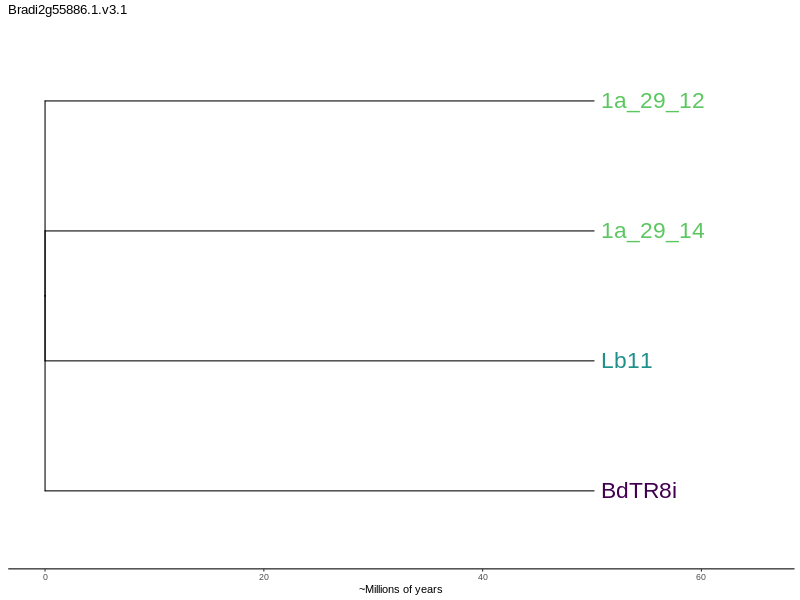 Bradi2g55886.1.v3.1
1a_29_12
1a_29_14
Lb11
BdTR8i
0 20 40 60
~Millions of years